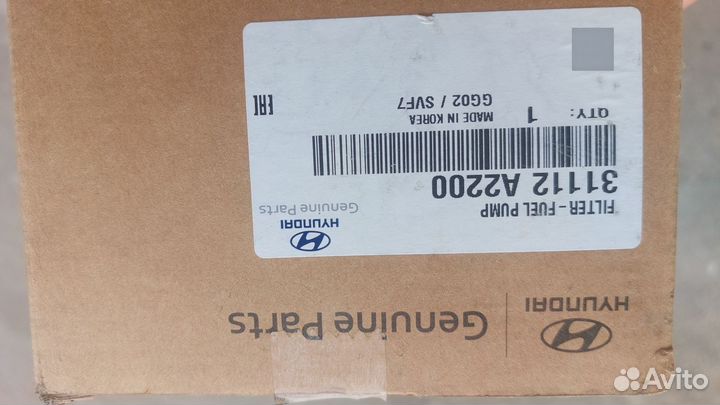 HYUNDAI
Genuine Parts
HYUNDAI
Genuine Parts
FILTER-FUEL PUMP
31112 A2200
QTY: 1 MADE IN KOREA
GG02 / SVF7
EAC
Avito